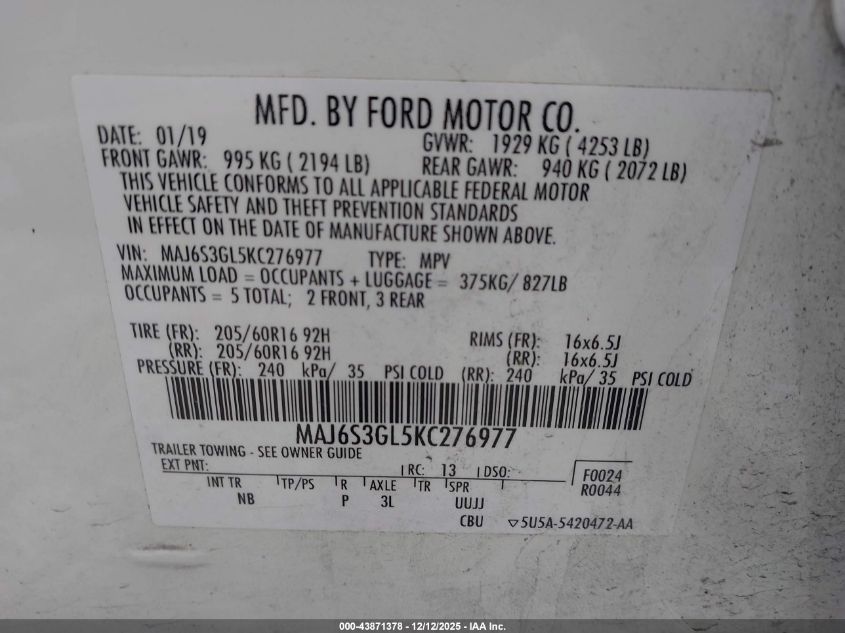 MFD. BY FORD MOTOR CO.
DATE: 01/19 GVWR: 1929 KG ( 4253 LB)
FRONT GAWR: 995 KG ( 2194 LB) REAR GAWR: 940 KG ( 2072 LB)
THIS VEHICLE CONFORMS TO ALL APPLICABLE FEDERAL MOTOR
VEHICLE SAFETY AND THEFT PREVENTION STANDARDS
IN EFFECT ON THE DATE OF MANUFACTURE SHOWN ABOVE.
VIN: MAJ6S3GL5KC276977 TYPE: MPV
MAXIMUM LOAD = OCCUPANTS + LUGGAGE = 375KG/ 827LB
OCCUPANTS = 5 TOTAL; 2 FRONT, 3 REAR
TIRE (FR): 205/60R16 92H RIMS (FR): 16x6.5J
(RR): 205/60R16 92H (RR): 16x6.5J
PRESSURE (FR): 240 kPa/ 35 PSI COLD (RR): 240 kPa/ 35 PSI COLD
MAJ6S3GL5KC276977
TRAILER TOWING - SEE OWNER GUIDE
EXT PNT: RC: 13 DSO: F0024
R0044
INT TR TP/PS R AXLE TR SPR
NB P 3L UUJJ
CBU ▽5U5A-5420472-AA
000-43871378 - 12/12/2025 - IAA Inc.